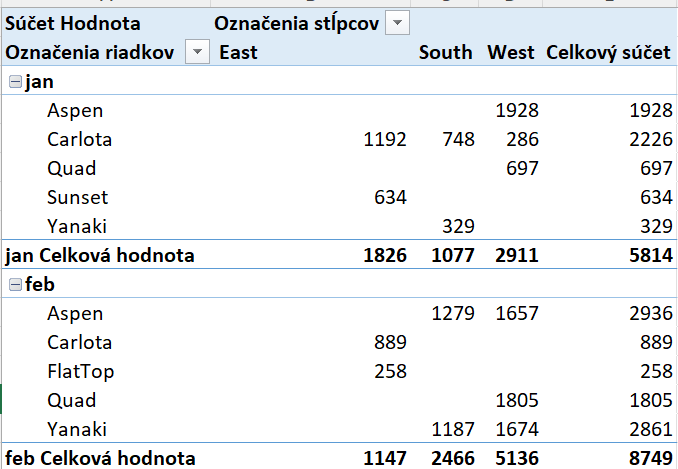 Súčet Hodnota Označenia stĺpcov
Označenia riadkov East South West Celkový súčet
jan
Aspen 1928 1928
Carlota 1192 748 286 2226
Quad 697 697
Sunset 634 634
Yanaki 329 329
jan Celková hodnota 1826 1077 2911 5814
feb
Aspen 1279 1657 2936
Carlota 889 889
FlatTop 258 258
Quad 1805 1805
Yanaki 1187 1674 2861
feb Celková hodnota 1147 2466 5136 8749